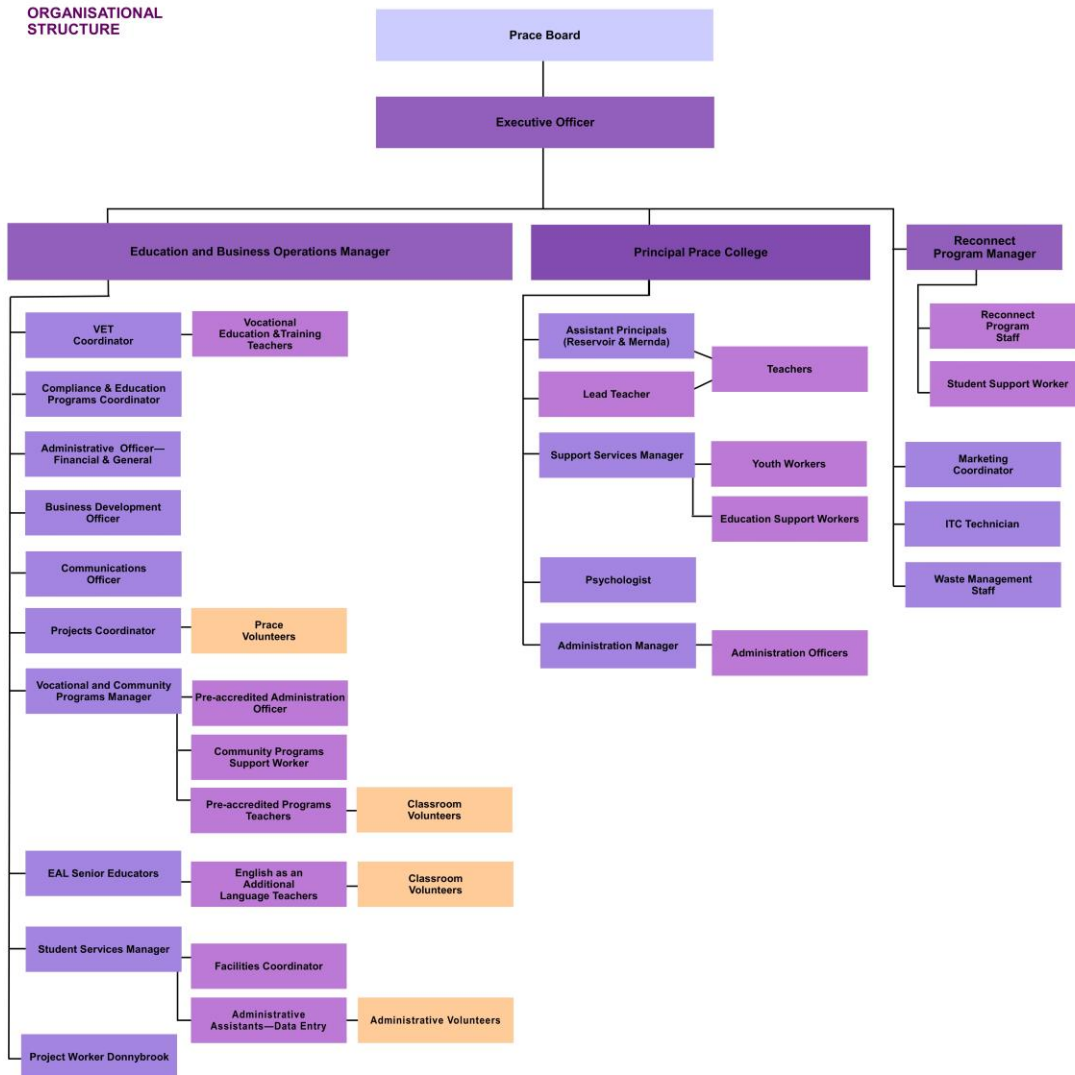 ORGANISATIONAL
STRUCTURE
Prace Board
Executive Officer
Education and Business Operations Manager
Principal Prace College
Reconnect
Program Manager
VET
Coordinator
Vocational
Education &Training
Teachers
Compliance & Education
Programs Coordinator
Administrative Officer—
Financial & General
Business Development
Officer
Communications
Officer
Projects Coordinator
Prace
Volunteers
Vocational and Community
Programs Manager
Pre-accredited Administration
Officer
Community Programs
Support Worker
Pre-accredited Programs
Teachers
Classroom
Volunteers
EAL Senior Educators
English as an
Additional
Language Teachers
Classroom
Volunteers
Student Services Manager
Facilities Coordinator
Administrative
Assistants—Data Entry
Administrative Volunteers
Project Worker Donnybrook
Assistant Principals
(Reservoir & Mernda)
Teachers
Lead Teacher
Support Services Manager
Youth Workers
Education Support Workers
Psychologist
Administration Manager
Administration Officers
Reconnect
Program
Staff
Student Support Worker
Marketing
Coordinator
ITC Technician
Waste Management
Staff